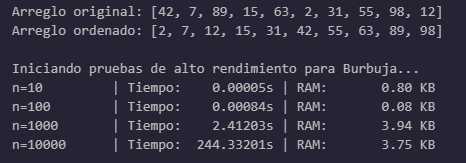 Arreglo original: [42, 7, 89, 15, 63, 2, 31, 55, 98, 12]
Arreglo ordenado: [2, 7, 12, 15, 31, 42, 55, 63, 89, 98]

Iniciando pruebas de alto rendimiento para Burbuja...
n=10 | Tiempo: 0.00005s | RAM: 0.80 KB
n=100 | Tiempo: 0.00084s | RAM: 0.08 KB
n=1000 | Tiempo: 2.41203s | RAM: 3.94 KB
n=10000 | Tiempo: 244.33201s | RAM: 3.75 KB